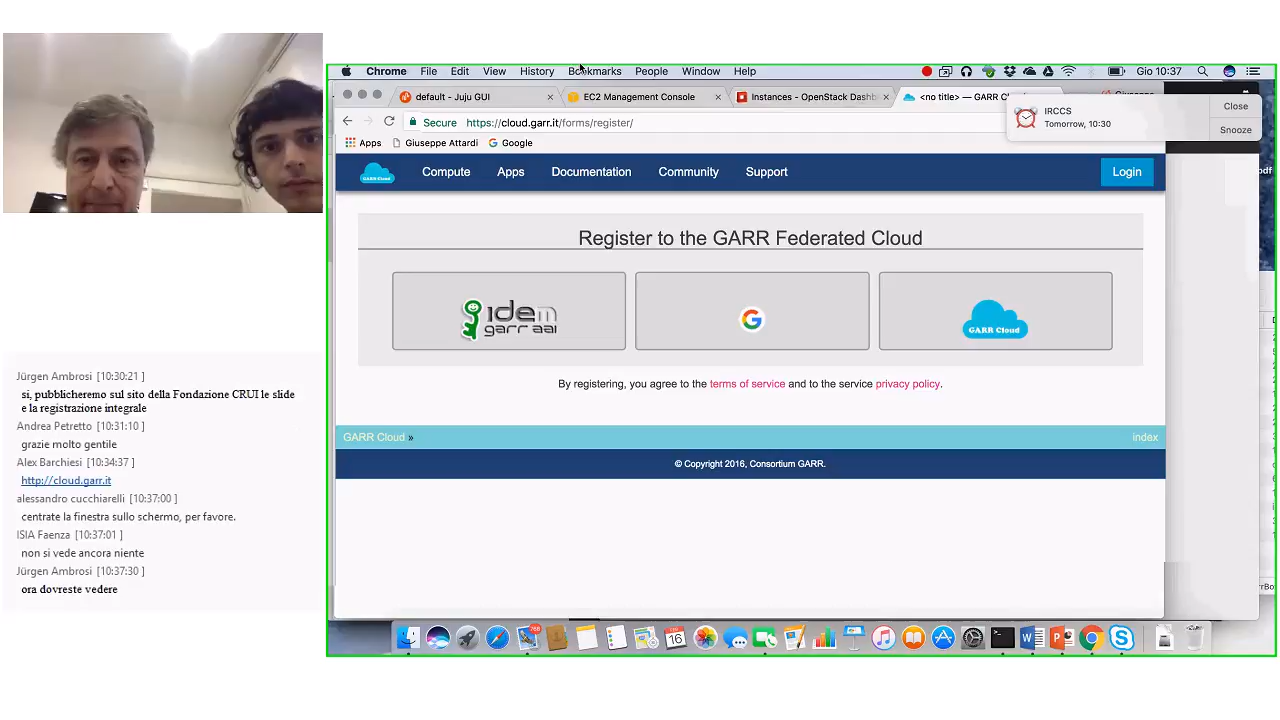 Chrome File Edit View History Bookmarks People Window Help Gio 10:37
default - Juju GUI × EC2 Management Console × Instances - OpenStack Dashb × <no title> — GARR C
IRCCS
Tomorrow, 10:30
Close
Snooze
Secure https://cloud.garr.it/forms/register/
Apps Giuseppe Attardi Google
GARR Cloud Compute Apps Documentation Community Support Login
Register to the GARR Federated Cloud
idem
garr aai
G
GARR Cloud
By registering, you agree to the terms of service and to the service privacy policy.
GARR Cloud » index
© Copyright 2016, Consortium GARR.
Jürgen Ambrosi [10:30:21 ]
si, pubblicheremo sul sito della Fondazione CRUI le slide
e la registrazione integrale
Andrea Petretto [10:31:10 ]
grazie molto gentile
Alex Barchiesi [10:34:37 ]
http://cloud.garr.it
alessandro cucchiarelli [10:37:00 ]
centrate la finestra sullo schermo, per favore.
ISIA Faenza [10:37:01 ]
non si vede ancora niente
Jürgen Ambrosi [10:37:30 ]
ora dovreste vedere
pdf
16